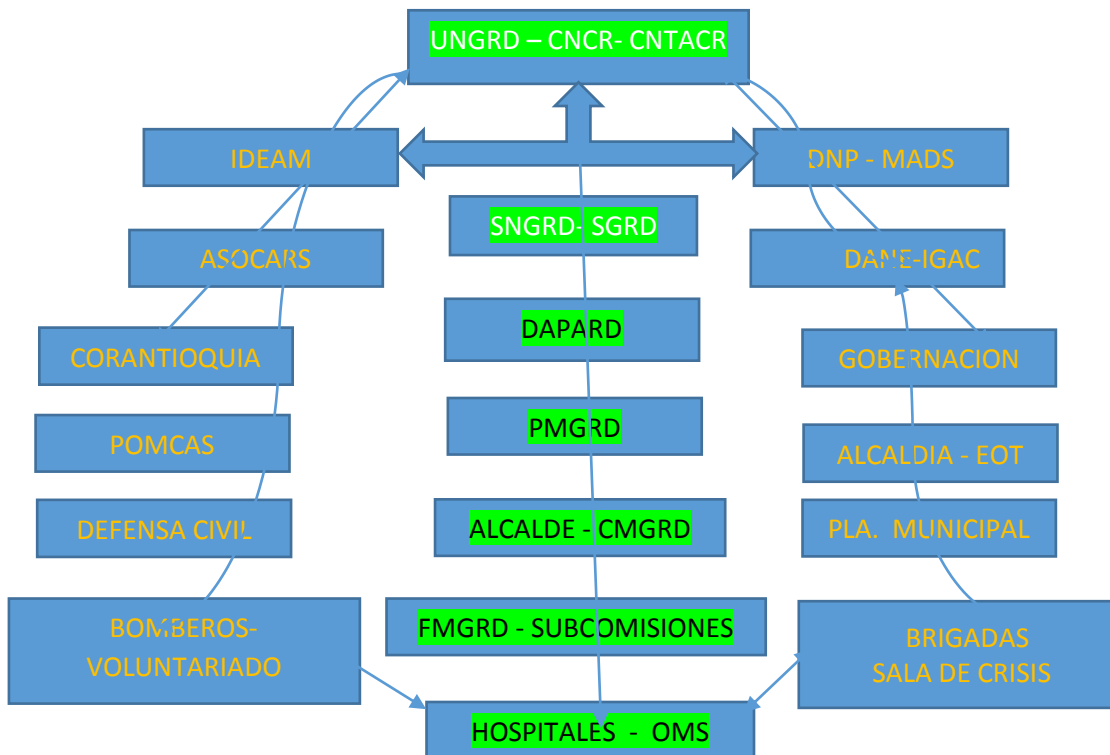 UNGRD – CNCR- CNTACR
IDEAM
DNP - MADS
SNGRD- SGRD
ASOCARS
DANE-IGAC
DAPARD
CORANTIOQUIA
GOBERNACION
PMGRD
POMCAS
ALCALDIA - EOT
DEFENSA CIVIL
ALCALDE - CMGRD
PLA. MUNICIPAL
BOMBEROS-
VOLUNTARIADO
FMGRD - SUBCOMISIONES
BRIGADAS
SALA DE CRISIS
HOSPITALES - OMS